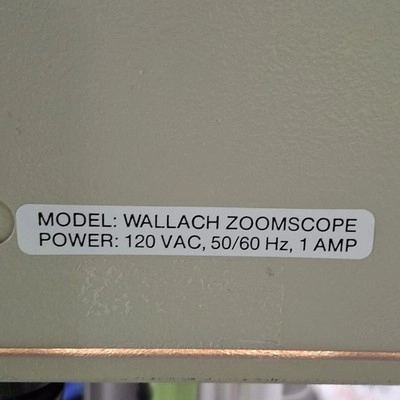 MODEL: WALLACH ZOOMSCOPE
POWER: 120 VAC, 50/60 Hz, 1 AMP